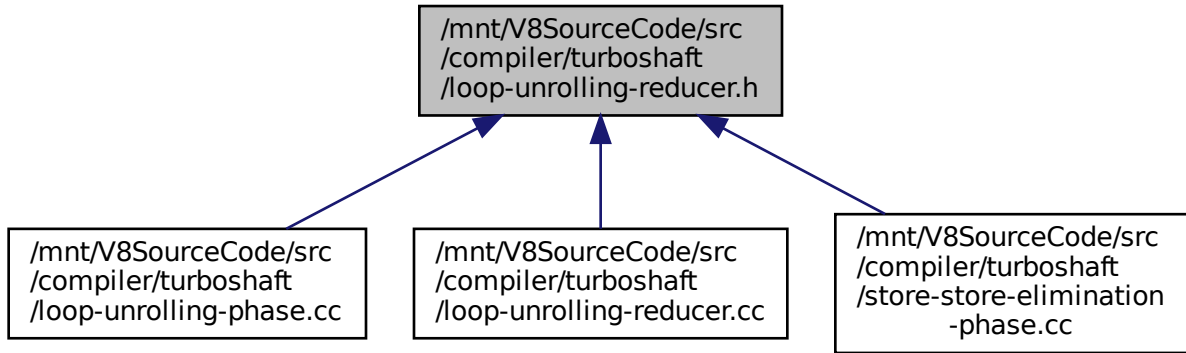 /mnt/V8SourceCode/src
/compiler/turboshaft
/loop-unrolling-reducer.h
/mnt/V8SourceCode/src
/compiler/turboshaft
/loop-unrolling-phase.cc
/mnt/V8SourceCode/src
/compiler/turboshaft
/loop-unrolling-reducer.cc
/mnt/V8SourceCode/src
/compiler/turboshaft
/store-store-elimination
-phase.cc